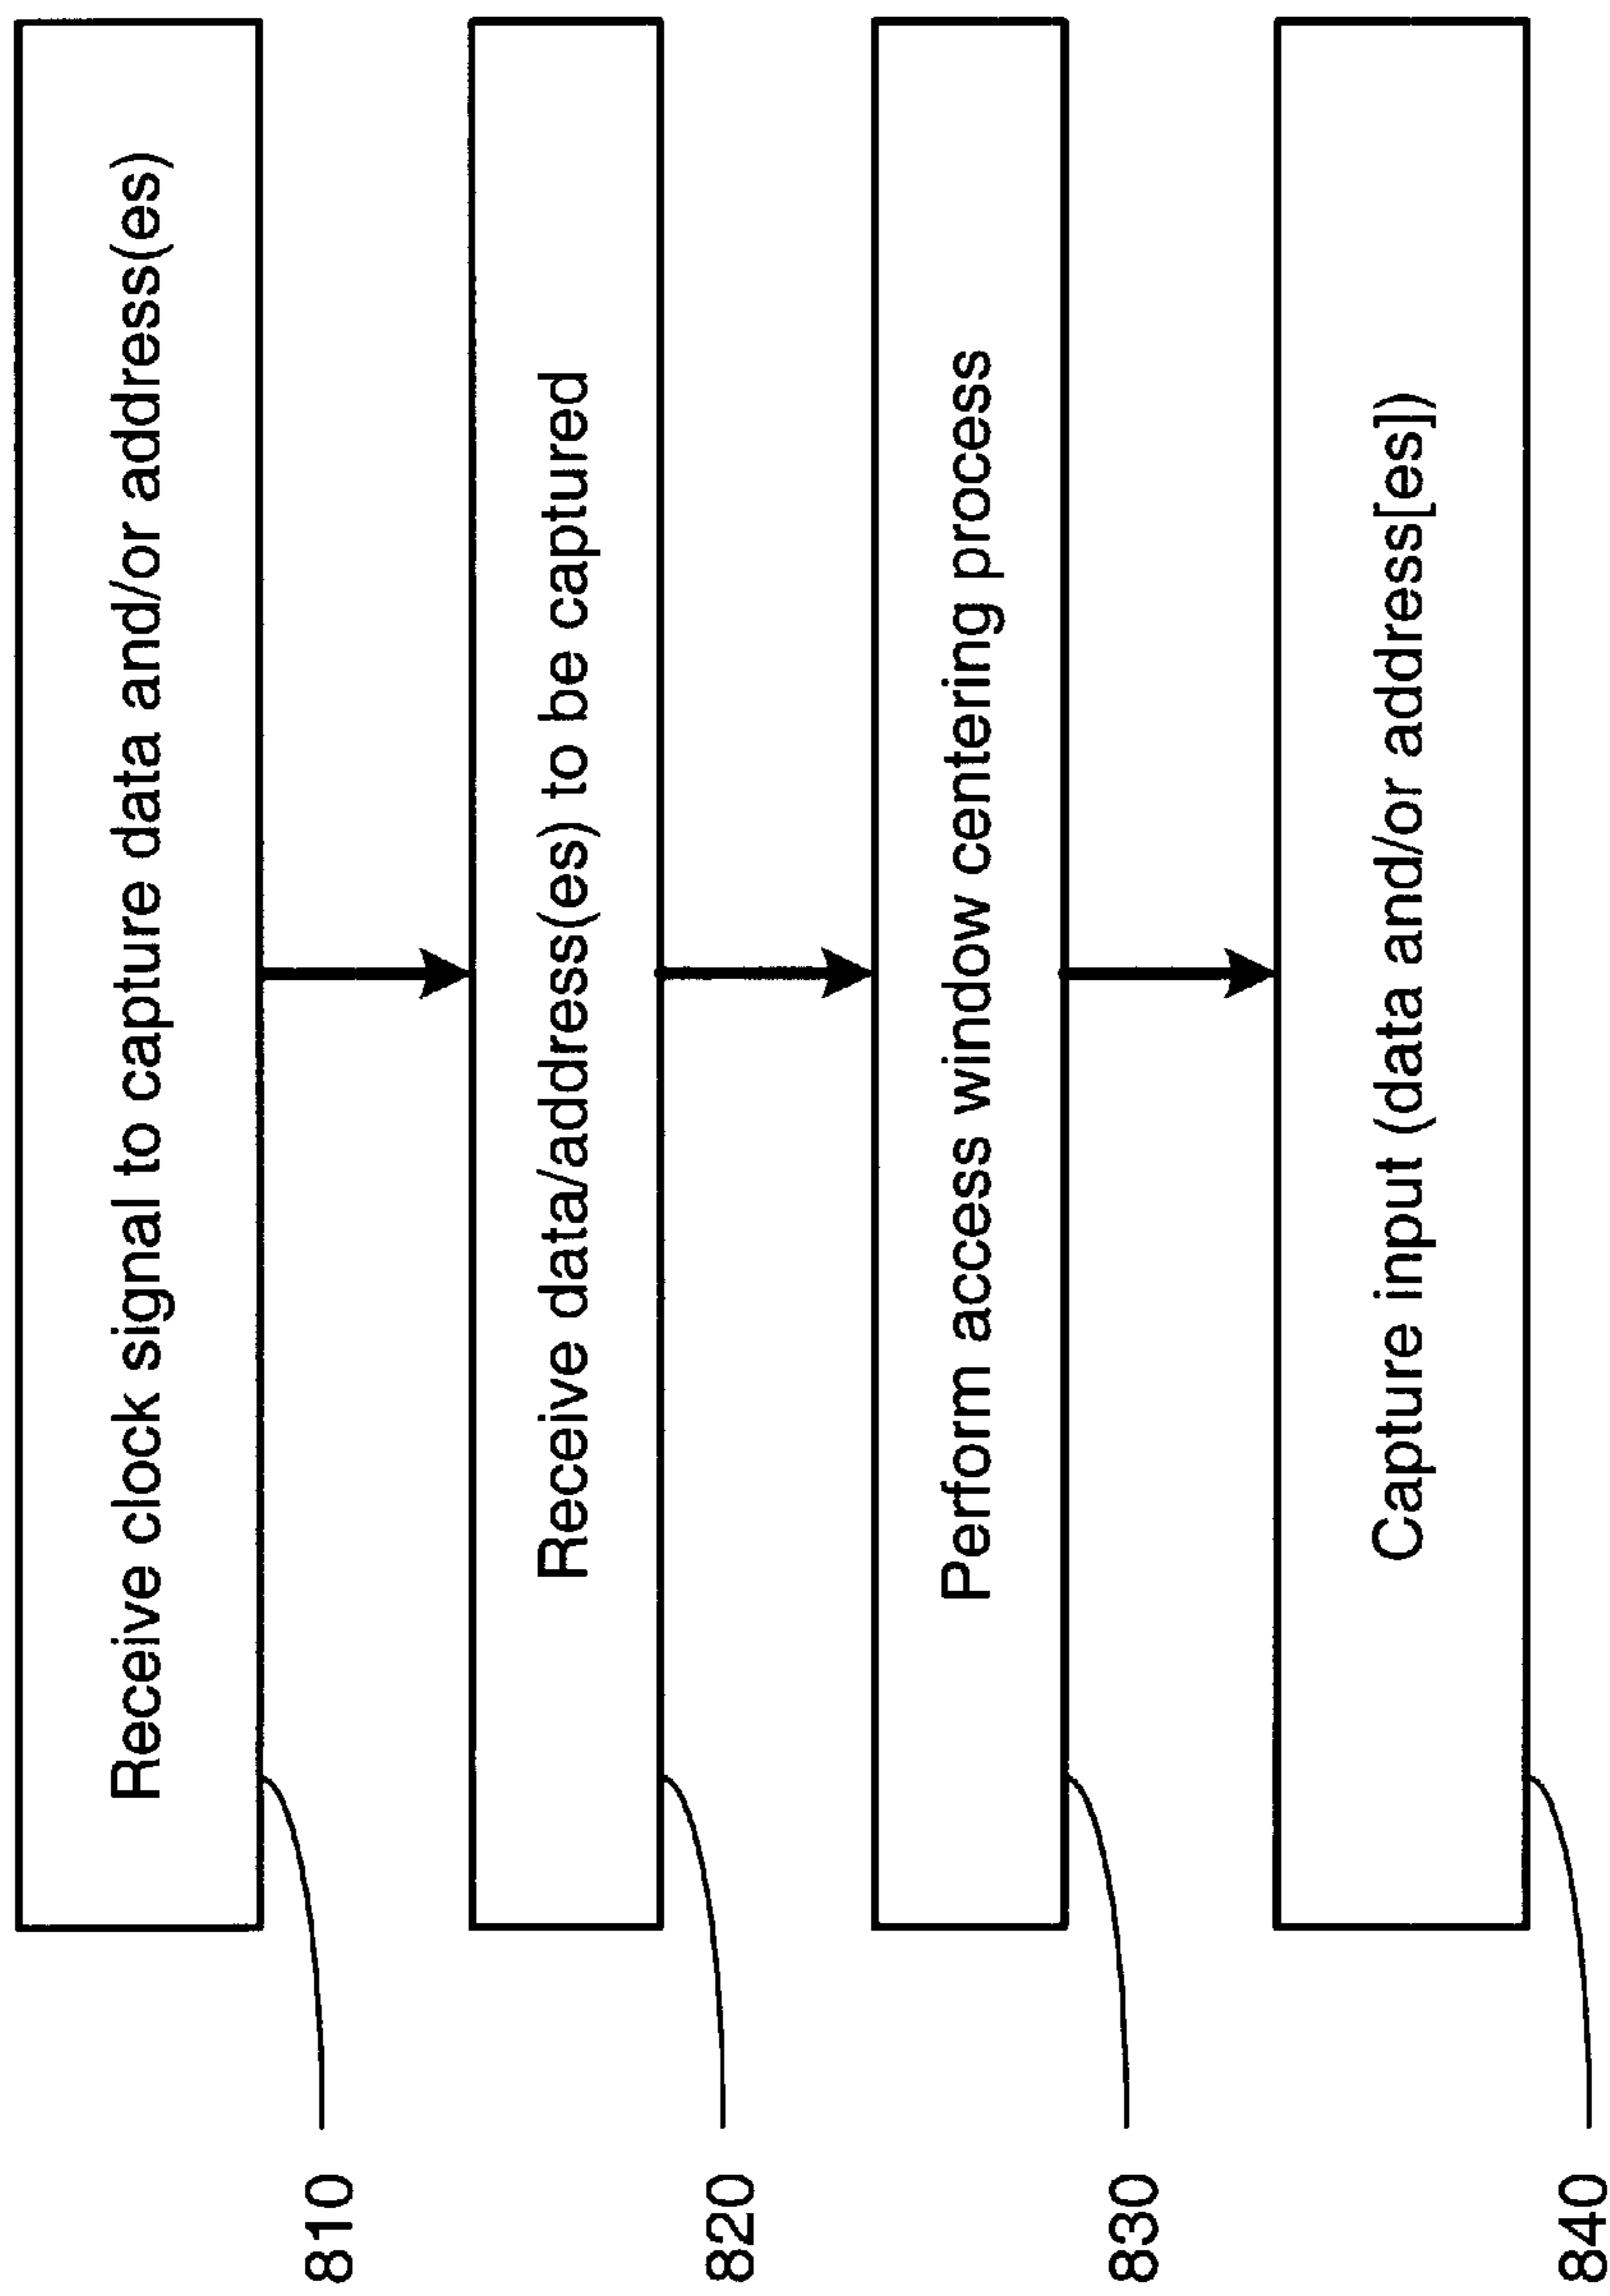 Receive clock signal to capture data and/or address(es)
810
Receive data/address(es) to be captured
820
Perform access window centering process
830
Capture input (data and/or address[es])
840